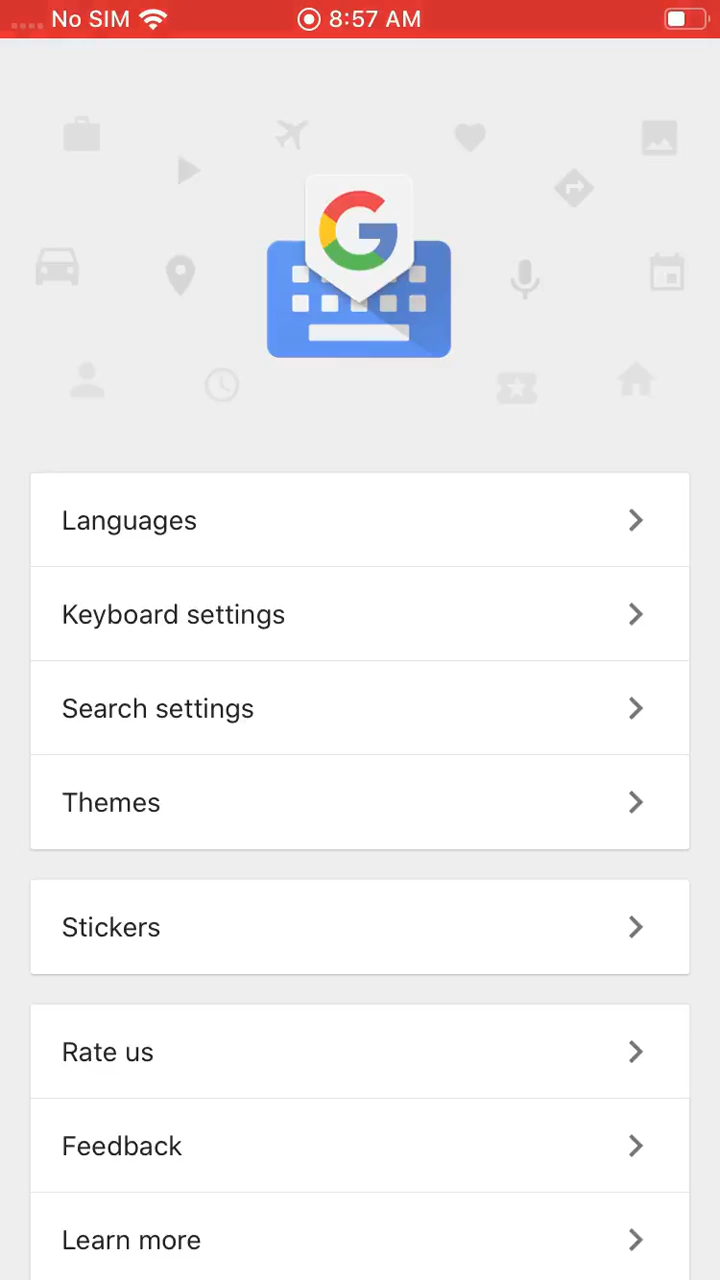 No SIM 8:57 AM
G
Languages
Keyboard settings
Search settings
Themes
Stickers
Rate us
Feedback
Learn more